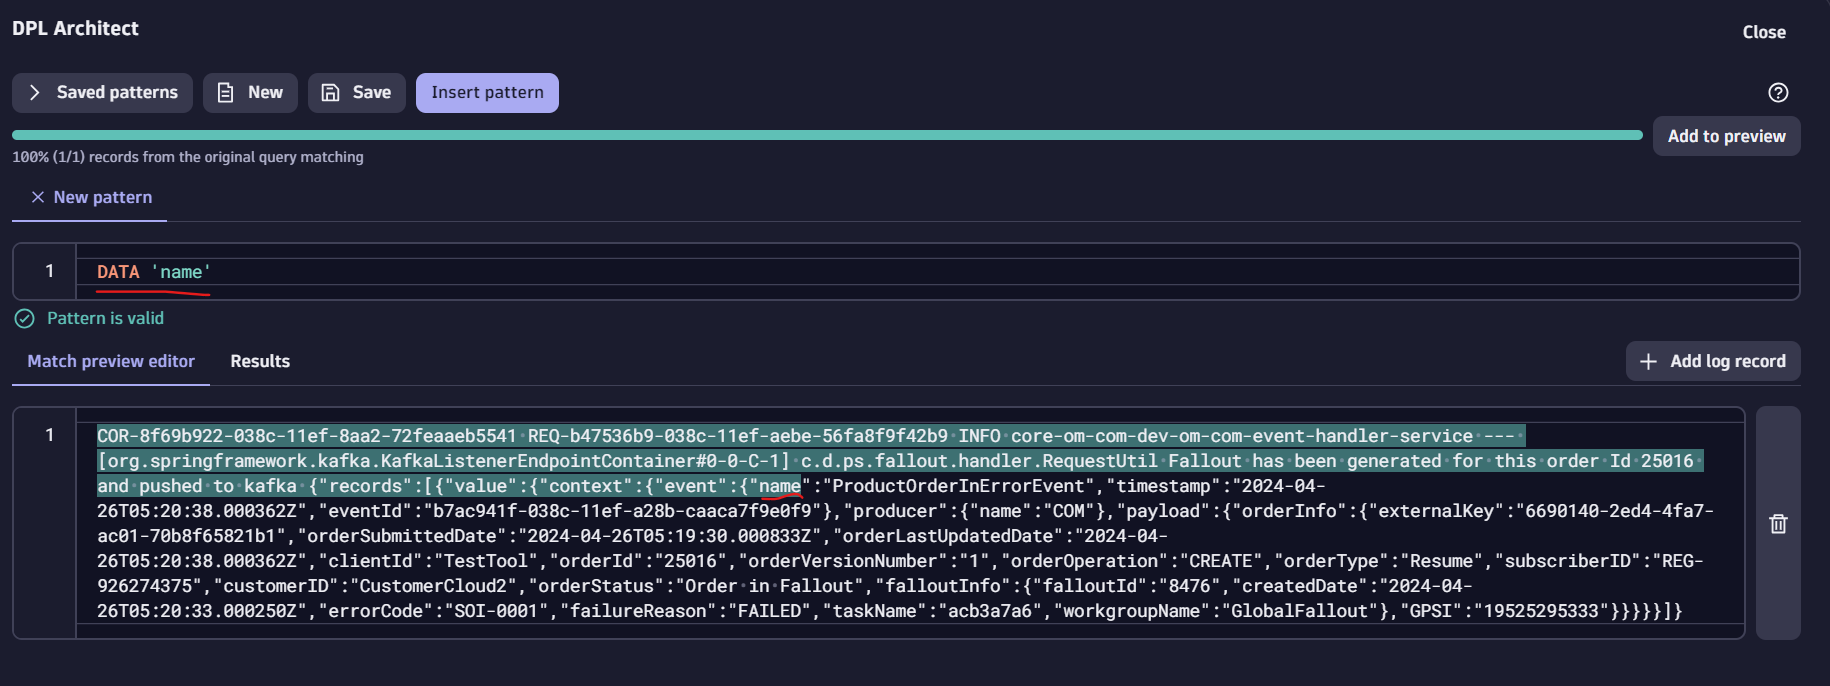 DPL Architect
Close
Saved patterns
New
Save
Insert pattern
Add to preview
100% (1/1) records from the original query matching
New pattern
1
DATA 'name'
Pattern is valid
Match preview editor
Results
Add log record
1
COR-8f69b922-038c-11ef-8aa2-72feaaeb5541·REQ-b47536b9-038c-11ef-aebe-56fa8f9f42b9·INFO·core-om-com-dev-om-com-event-handler-service·---·
[org.springframework.kafka.KafkaListenerEndpointContainer#0-0-C-1]·c.d.ps.fallout.handler.RequestUtil·Fallout·has·been·generated·for·this·order·Id·25016·
and·pushed·to·kafka·{"records":[{"value":{"context":{"event":{"name":"ProductOrderInErrorEvent","timestamp":"2024-04-
26T05:20:38.000362Z","eventId":"b7ac941f-038c-11ef-a28b-caaca7f9e0f9"},"producer":{"name":"COM"},"payload":{"orderInfo":{"externalKey":"6690140-2ed4-4fa7-
ac01-70b8f65821b1","orderSubmittedDate":"2024-04-26T05:19:30.000833Z","orderLastUpdatedDate":"2024-04-
26T05:20:38.000362Z","clientId":"TestTool","orderId":"25016","orderVersionNumber":"1","orderOperation":"CREATE","orderType":"Resume","subscriberID":"REG-
926274375","customerID":"CustomerCloud2","orderStatus":"Order·in·Fallout","falloutInfo":{"falloutId":"8476","createdDate":"2024-04-
26T05:20:33.000250Z","errorCode":"SOI-0001","failureReason":"FAILED","taskName":"acb3a7a6","workgroupName":"GlobalFallout"},"GPSI":"19525295333"}}}}}]}